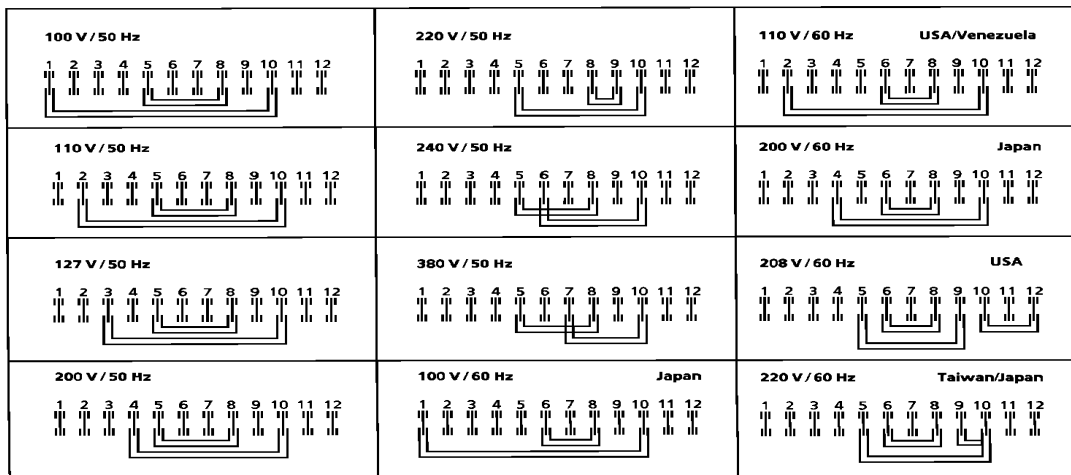 100 V / 50 Hz
1 2 3 4 5 6 7 8 9 10 11 12
220 V / 50 Hz
1 2 3 4 5 6 7 8 9 10 11 12
110 V / 60 Hz USA/Venezuela
1 2 3 4 5 6 7 8 9 10 11 12
110 V / 50 Hz
1 2 3 4 5 6 7 8 9 10 11 12
240 V / 50 Hz
1 2 3 4 5 6 7 8 9 10 11 12
200 V / 60 Hz Japan
1 2 3 4 5 6 7 8 9 10 11 12
127 V / 50 Hz
1 2 3 4 5 6 7 8 9 10 11 12
380 V / 50 Hz
1 2 3 4 5 6 7 8 9 10 11 12
208 V / 60 Hz USA
1 2 3 4 5 6 7 8 9 10 11 12
200 V / 50 Hz
1 2 3 4 5 6 7 8 9 10 11 12
100 V / 60 Hz Japan
1 2 3 4 5 6 7 8 9 10 11 12
220 V / 60 Hz Taiwan/Japan
1 2 3 4 5 6 7 8 9 10 11 12